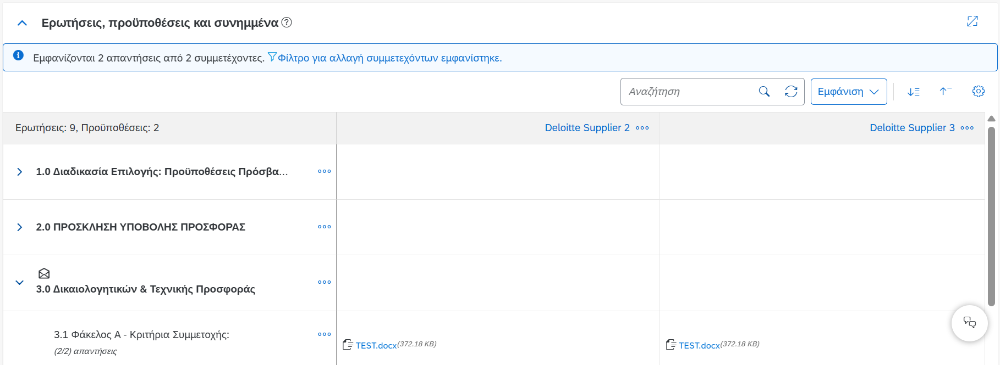 Ερωτήσεις, προϋποθέσεις και συνημμένα
Εμφανίζονται 2 απαντήσεις από 2 συμμετέχοντες. Φίλτρο για αλλαγή συμμετεχόντων εμφανίστηκε.
Αναζήτηση
Εμφάνιση
Ερωτήσεις: 9, Προϋποθέσεις: 2
Deloitte Supplier 2
Deloitte Supplier 3
1.0 Διαδικασία Επιλογής: Προϋποθέσεις Πρόσβα...
2.0 ΠΡΟΣΚΛΗΣΗ ΥΠΟΒΟΛΗΣ ΠΡΟΣΦΟΡΑΣ
3.0 Δικαιολογητικών & Τεχνικής Προσφοράς
3.1 Φάκελος Α - Κριτήρια Συμμετοχής:
(2/2) απαντήσεις
TEST.docx(372.18 KB)
TEST.docx(372.18 KB)